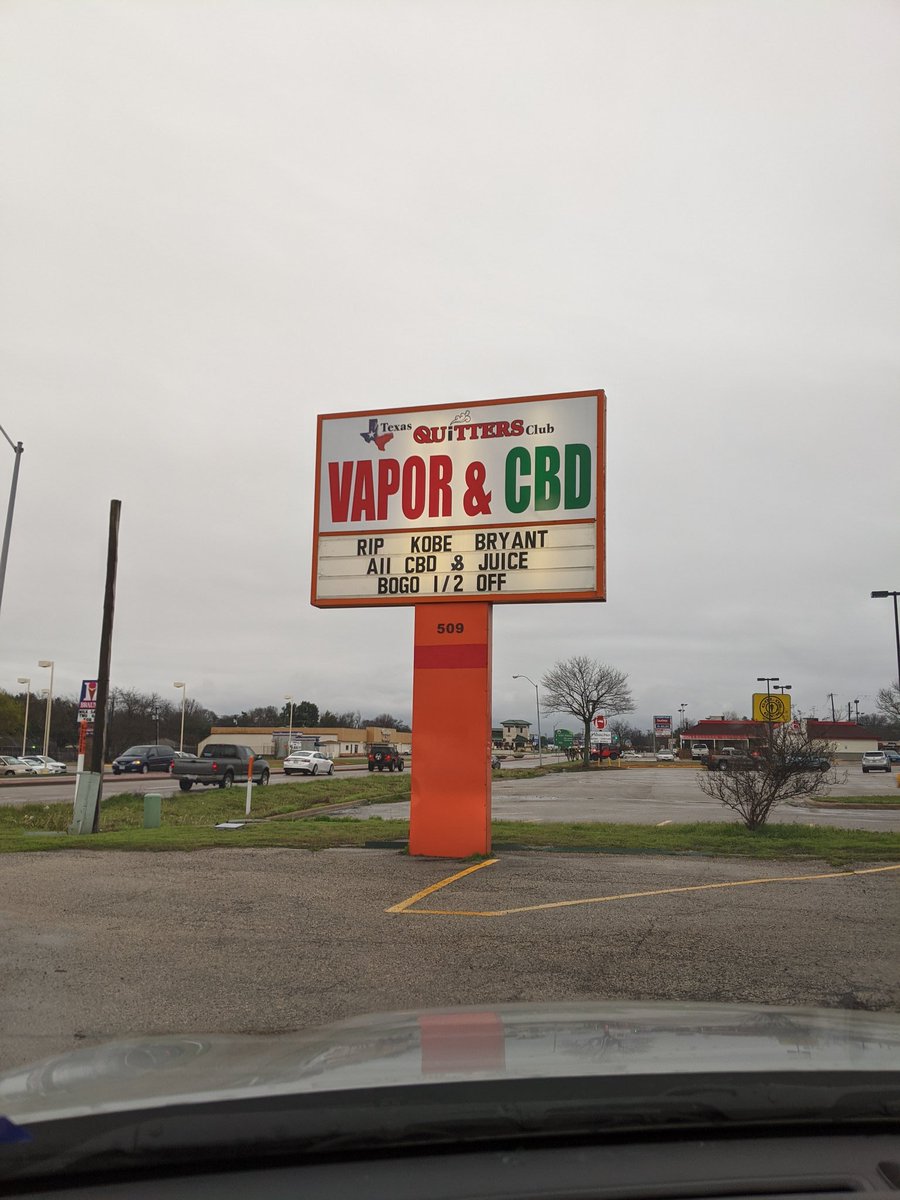 Texas QUiTTERS Club
VAPOR & CBD
RIP KOBE BRYANT
All CBD & JUICE
BOGO 1/2 OFF
509